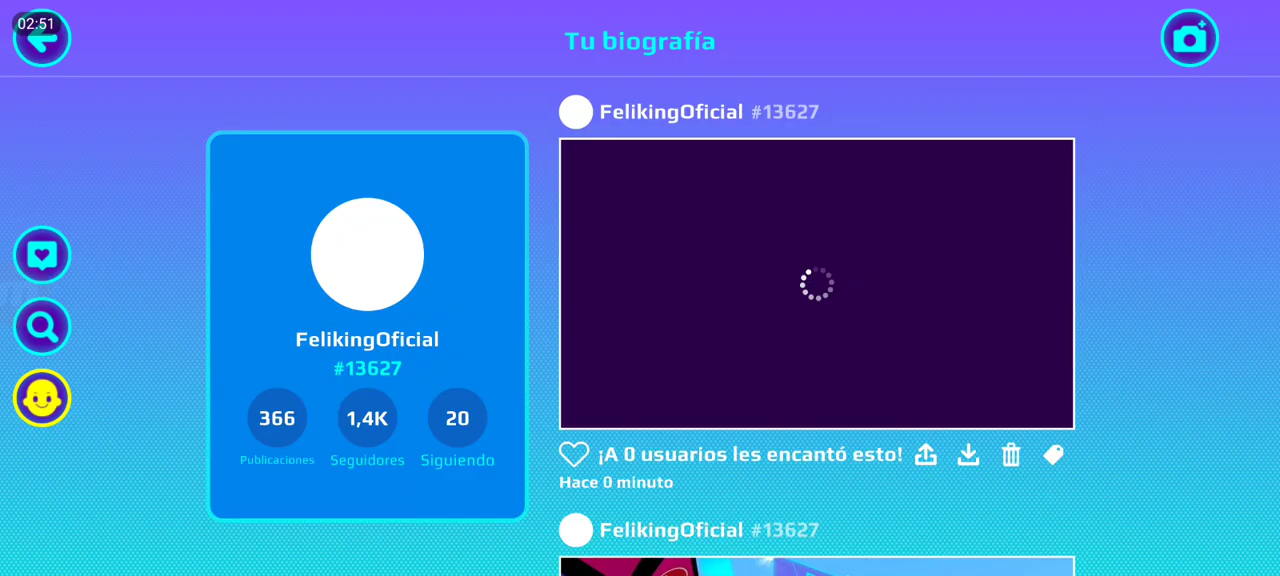 02:51
Tu biografía
FelikingOficial #13627
FelikingOficial
#13627
366
1,4K
20
Publicaciones
Seguidores
Siguiendo
¡A 0 usuarios les encantó esto!
Hace 0 minuto
FelikingOficial #13627